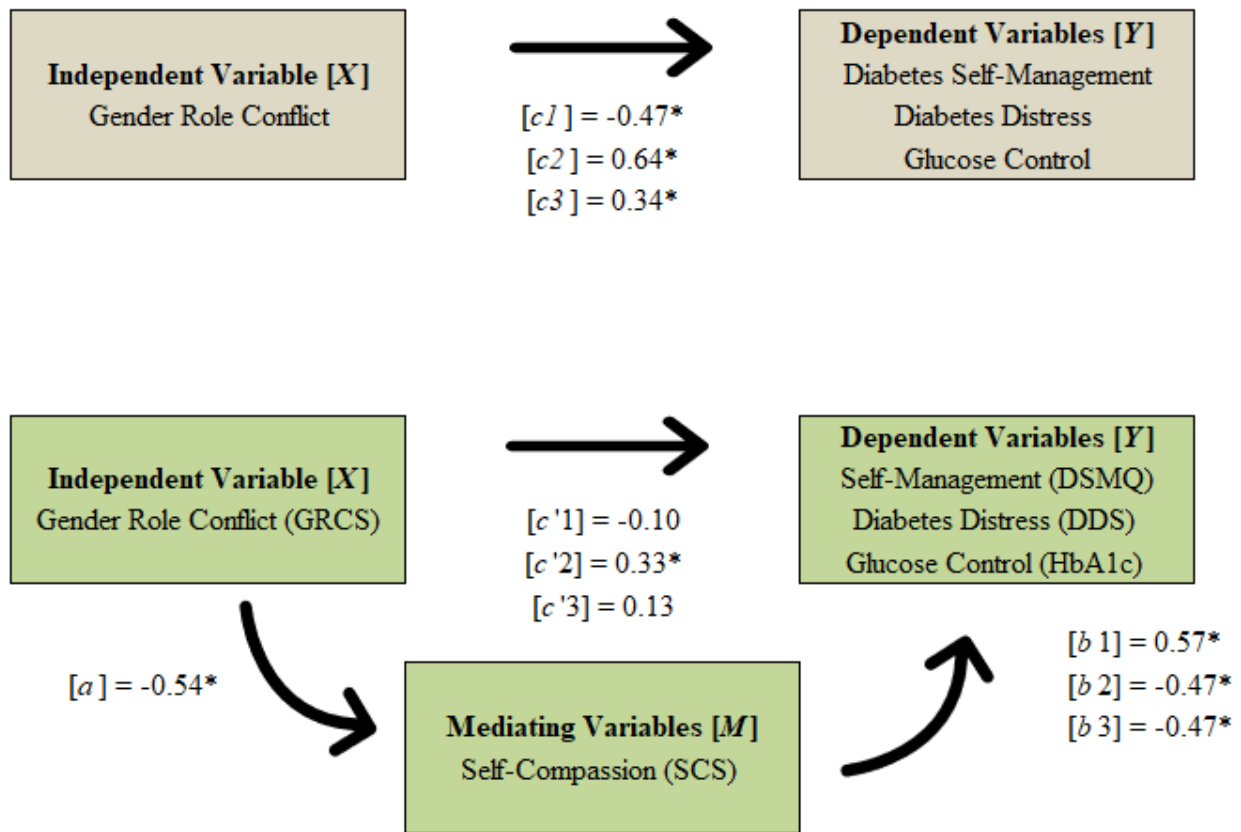 Independent Variable [X]
Gender Role Conflict
[c1] = -0.47*
[c2] = 0.64*
[c3] = 0.34*
Dependent Variables [Y]
Diabetes Self-Management
Diabetes Distress
Glucose Control
Independent Variable [X]
Gender Role Conflict (GRCS)
[c'1] = -0.10
[c'2] = 0.33*
[c'3] = 0.13
Dependent Variables [Y]
Self-Management (DSMQ)
Diabetes Distress (DDS)
Glucose Control (HbA1c)
[a] = -0.54*
Mediating Variables [M]
Self-Compassion (SCS)
[b1] = 0.57*
[b2] = -0.47*
[b3] = -0.47*